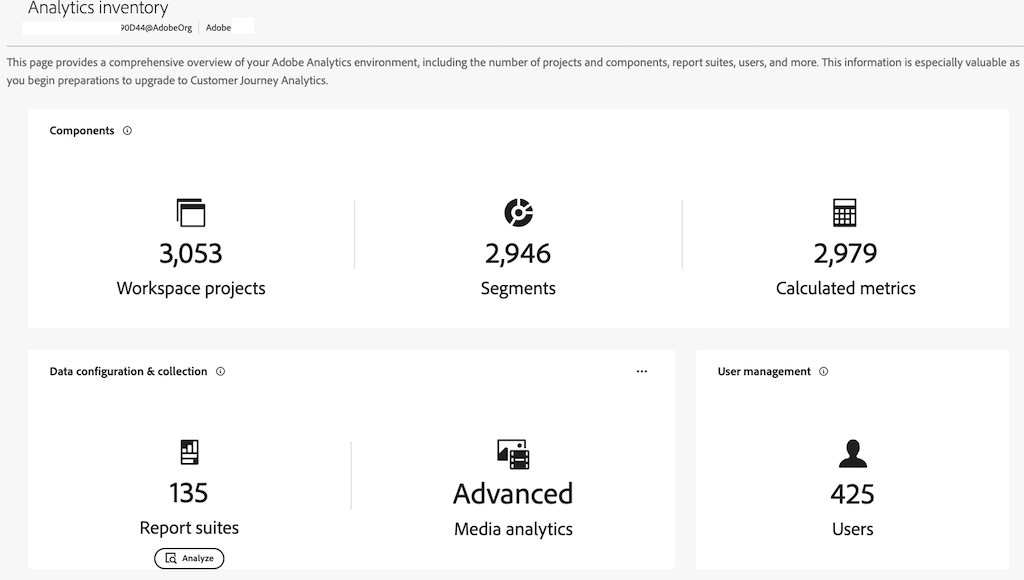 Analytics inventory
90D44@AdobeOrg Adobe
This page provides a comprehensive overview of your Adobe Analytics environment, including the number of projects and components, report suites, users, and more. This information is especially valuable as
you begin preparations to upgrade to Customer Journey Analytics.
Components
3,053
Workspace projects
2,946
Segments
2,979
Calculated metrics
Data configuration & collection
135
Report suites
Analyze
Advanced
Media analytics
User management
425
Users